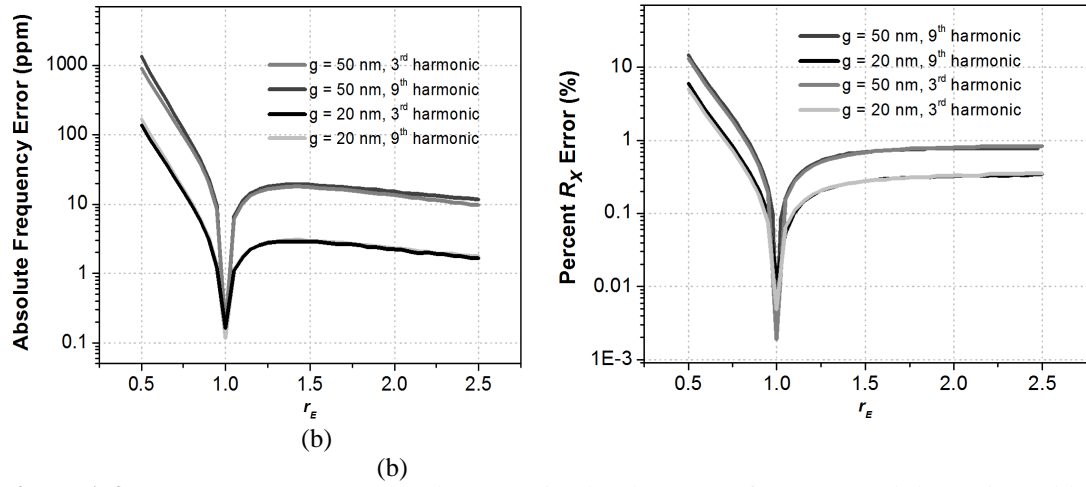 Absolute Frequency Error (ppm)
1000
100
10
1
0.1
g = 50 nm, 3rd harmonic
g = 50 nm, 9th harmonic
g = 20 nm, 3rd harmonic
g = 20 nm, 9th harmonic
0.5 1.0 1.5 2.0 2.5
rE
(b)
Percent RX Error (%)
10
1
0.1
0.01
1E-3
g = 50 nm, 9th harmonic
g = 20 nm, 9th harmonic
g = 50 nm, 3rd harmonic
g = 20 nm, 3rd harmonic
0.5 1.0 1.5 2.0 2.5
rE
(b)